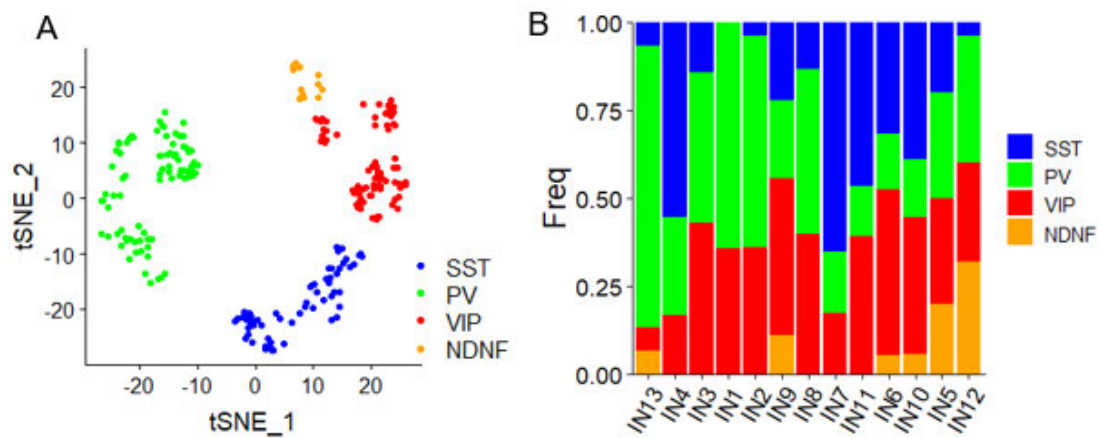 A
20
10
0
-10
-20
tSNE_2
-20
-10
0
10
20
tSNE_1
SST
PV
VIP
NDNF
B
1.00
0.75
0.50
0.25
0.00
Freq
IN13
IN4
IN3
IN1
IN2
IN9
IN8
IN7
IN11
IN6
IN10
IN5
IN12
SST
PV
VIP
NDNF